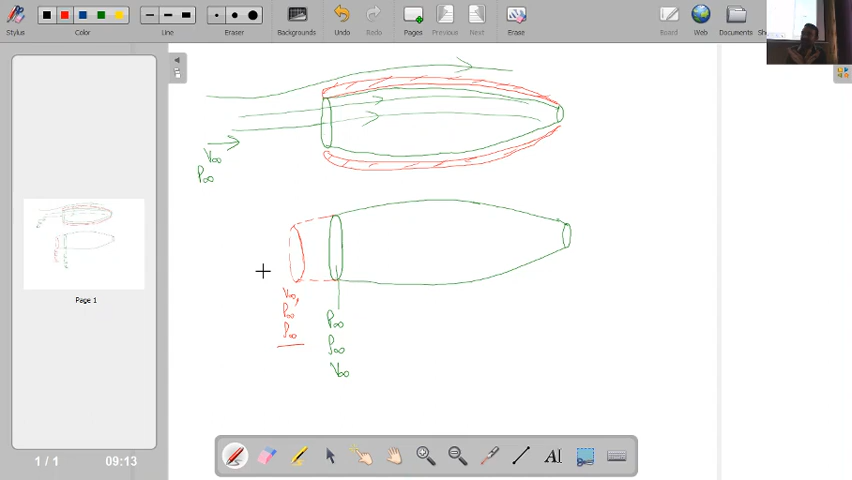 Stylus
Color
Line
Eraser
Backgrounds
Undo
Redo
Pages
Previous
Next
Erase
Board
Web
Documents
V∞
P∞
V∞,
P∞
ρ∞
P∞
ρ∞
V∞
Page 1
1 / 1
09:13